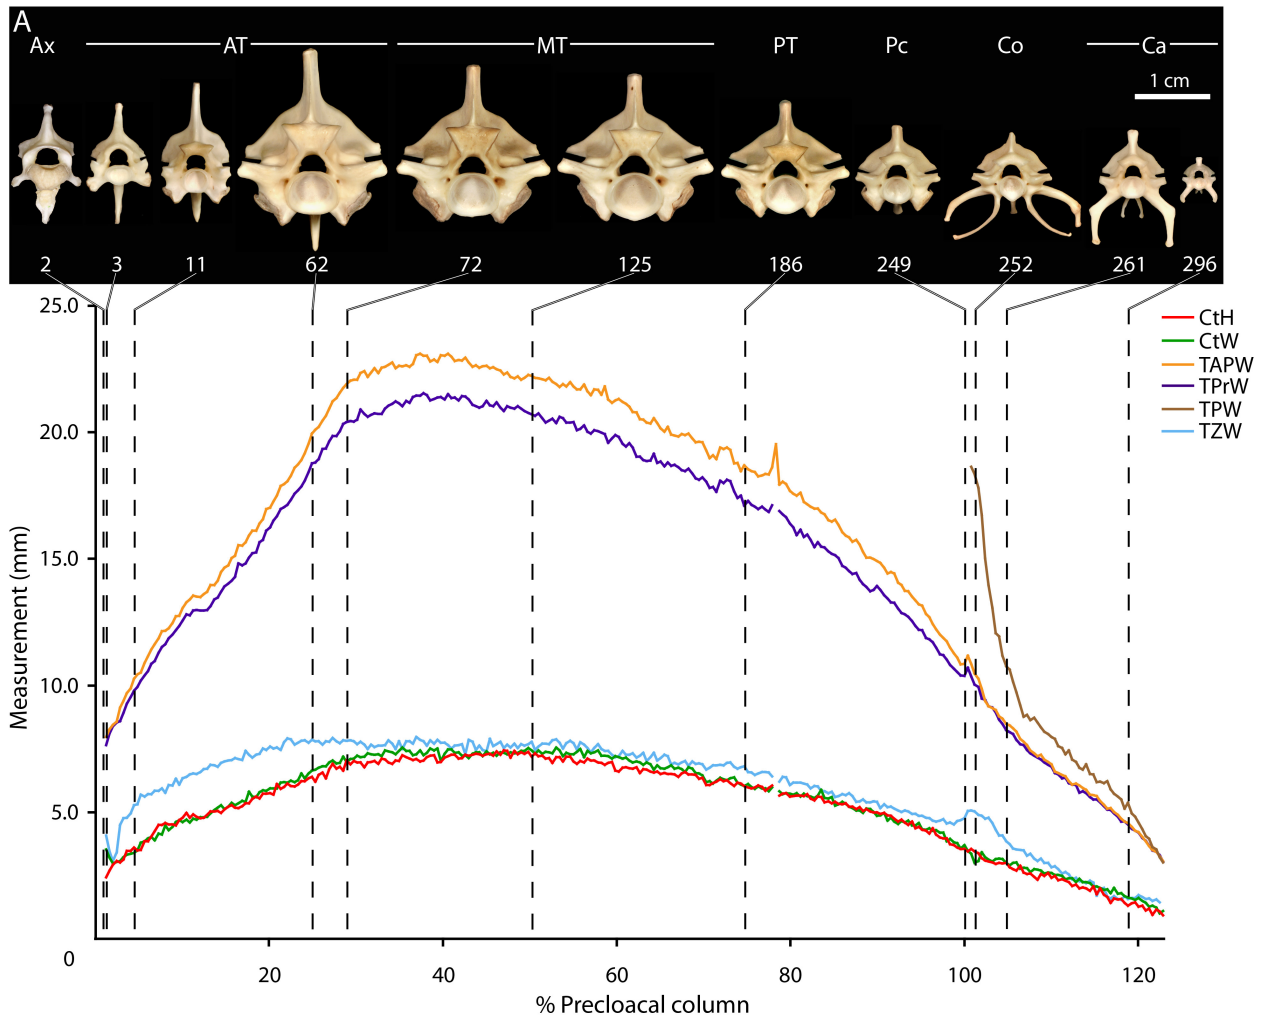 A
Ax AT MT PT Pc Co Ca
1 cm
2 3 11 62 72 125 186 249 252 261 296
25.0
20.0
15.0
10.0
5.0
0
Measurement (mm)
CtH
CtW
TAPW
TPrW
TPW
TZW
20 40 60 80 100 120
% Precloacal column